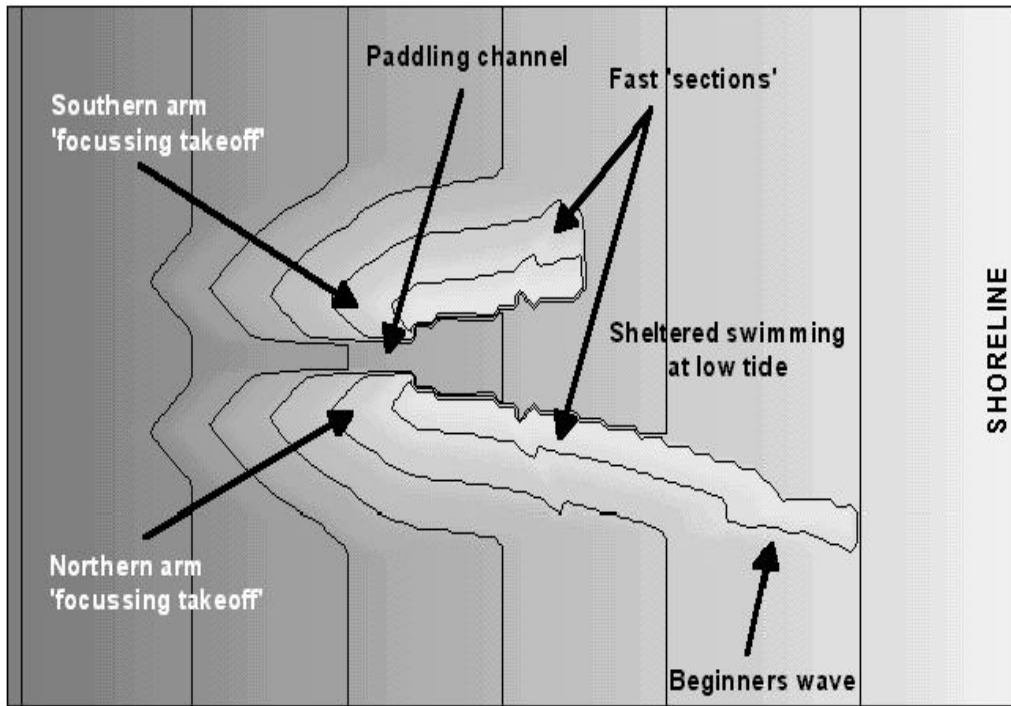 Paddling channel
Fast 'sections'
Southern arm
'focussing takeoff'
Sheltered swimming
at low tide
SHORELINE
Northern arm
'focussing takeoff'
Beginners wave